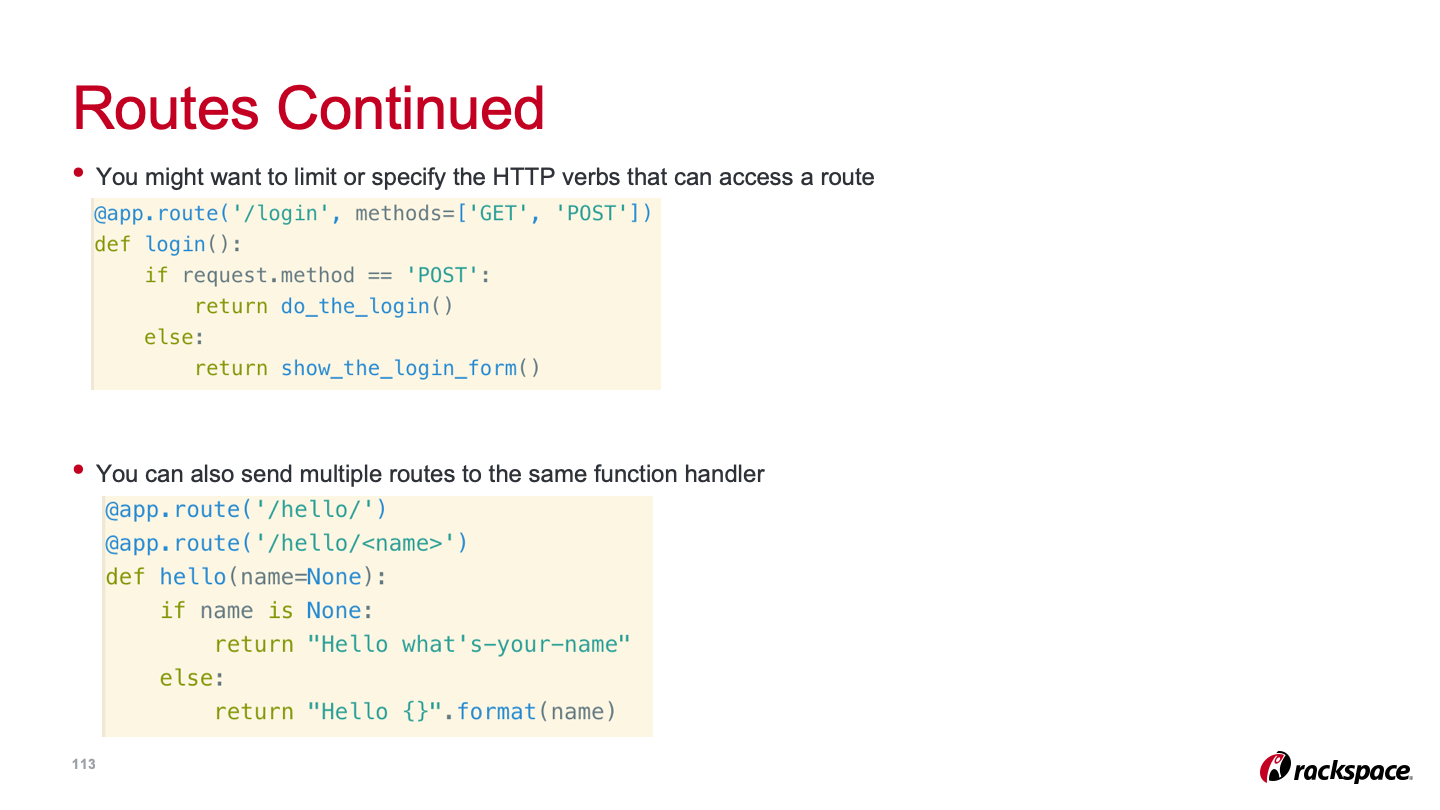 Routes Continued
• You might want to limit or specify the HTTP verbs that can access a route
@app.route('/login', methods=['GET', 'POST'])
def login():
    if request.method == 'POST':
        return do_the_login()
    else:
        return show_the_login_form()
• You can also send multiple routes to the same function handler
@app.route('/hello/')
@app.route('/hello/<name>')
def hello(name=None):
    if name is None:
        return "Hello what's-your-name"
    else:
        return "Hello {}".format(name)
113
rackspace.